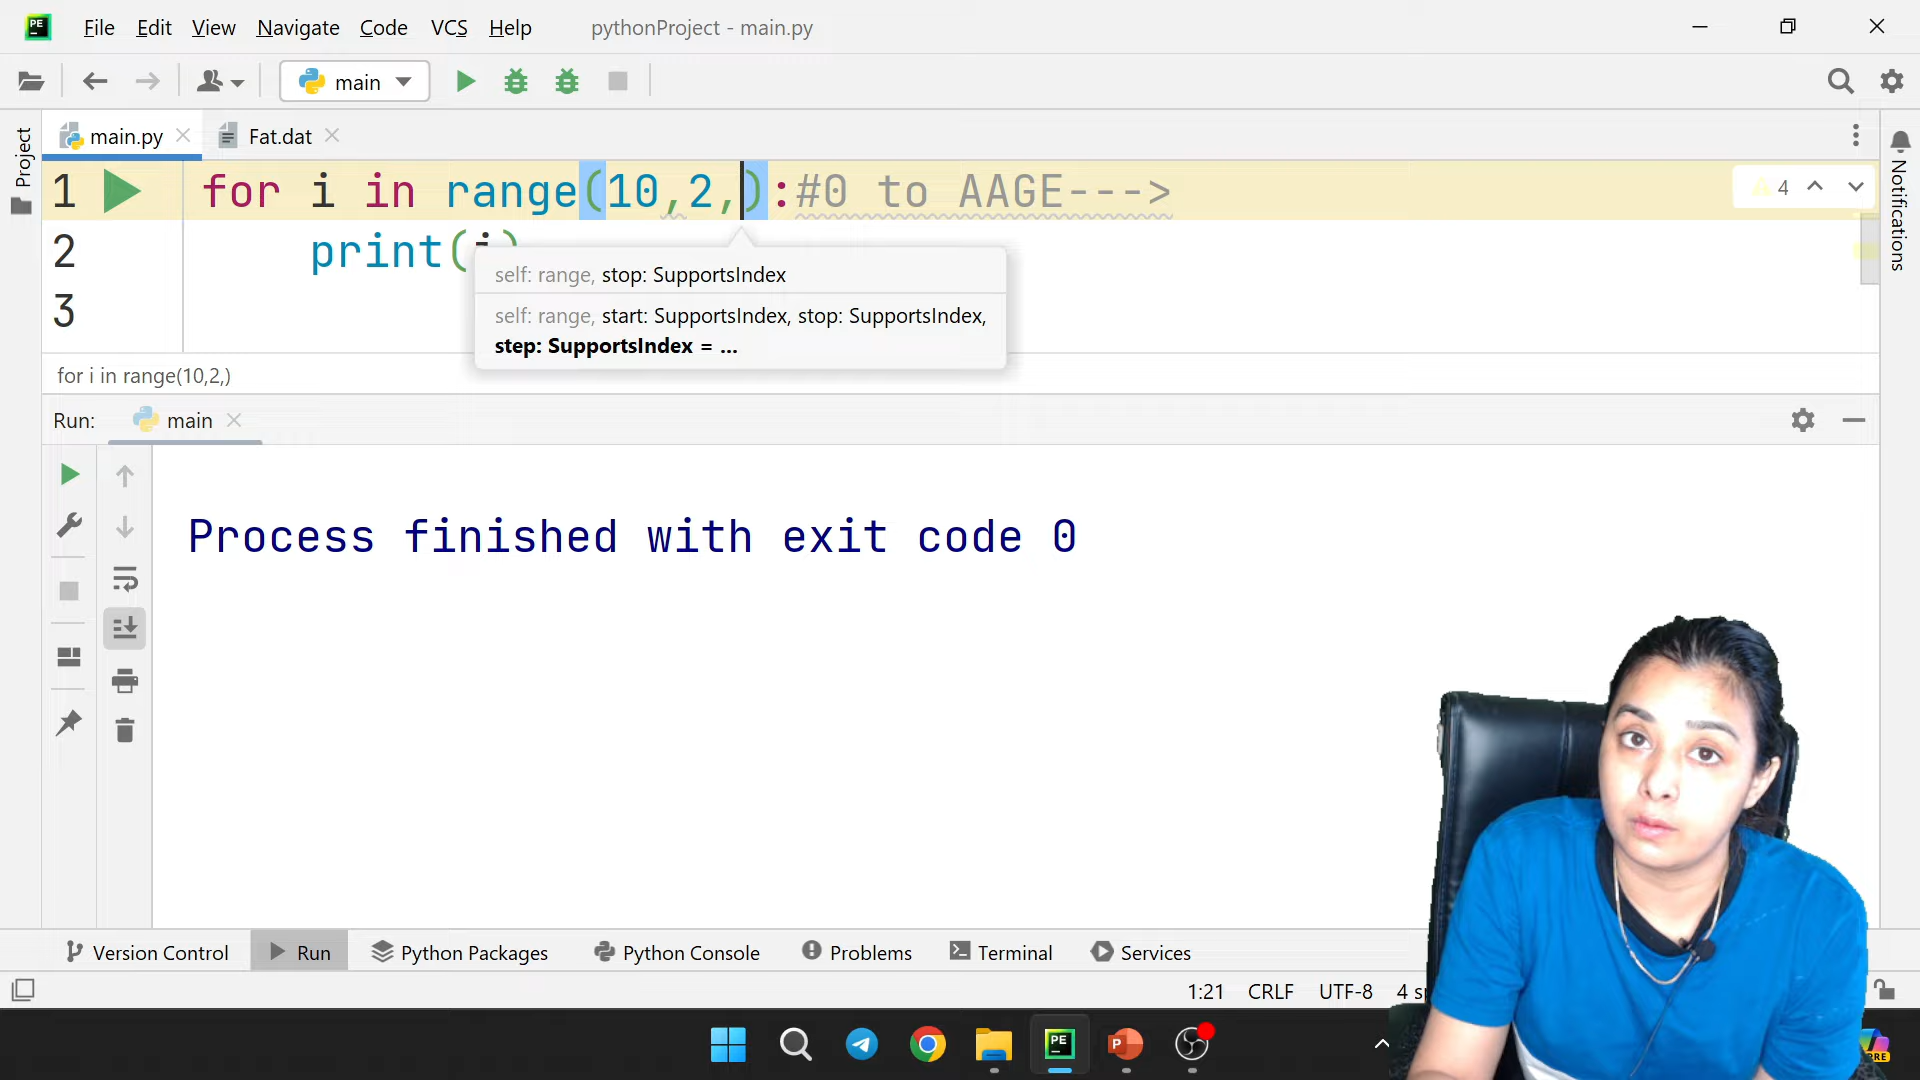 File Edit View Navigate Code VCS Help pythonProject - main.py
main
main.py Fat.dat
Project
Notifications
1 for i in range(10,2,):#0 to AAGE--->
4
2 print(i)
3
self: range, stop: SupportsIndex
self: range, start: SupportsIndex, stop: SupportsIndex,
step: SupportsIndex = ...
for i in range(10,2,)
Run: main
Process finished with exit code 0
Version Control Run Python Packages Python Console Problems Terminal Services
1:21 CRLF UTF-8 4
PE
P
PRE